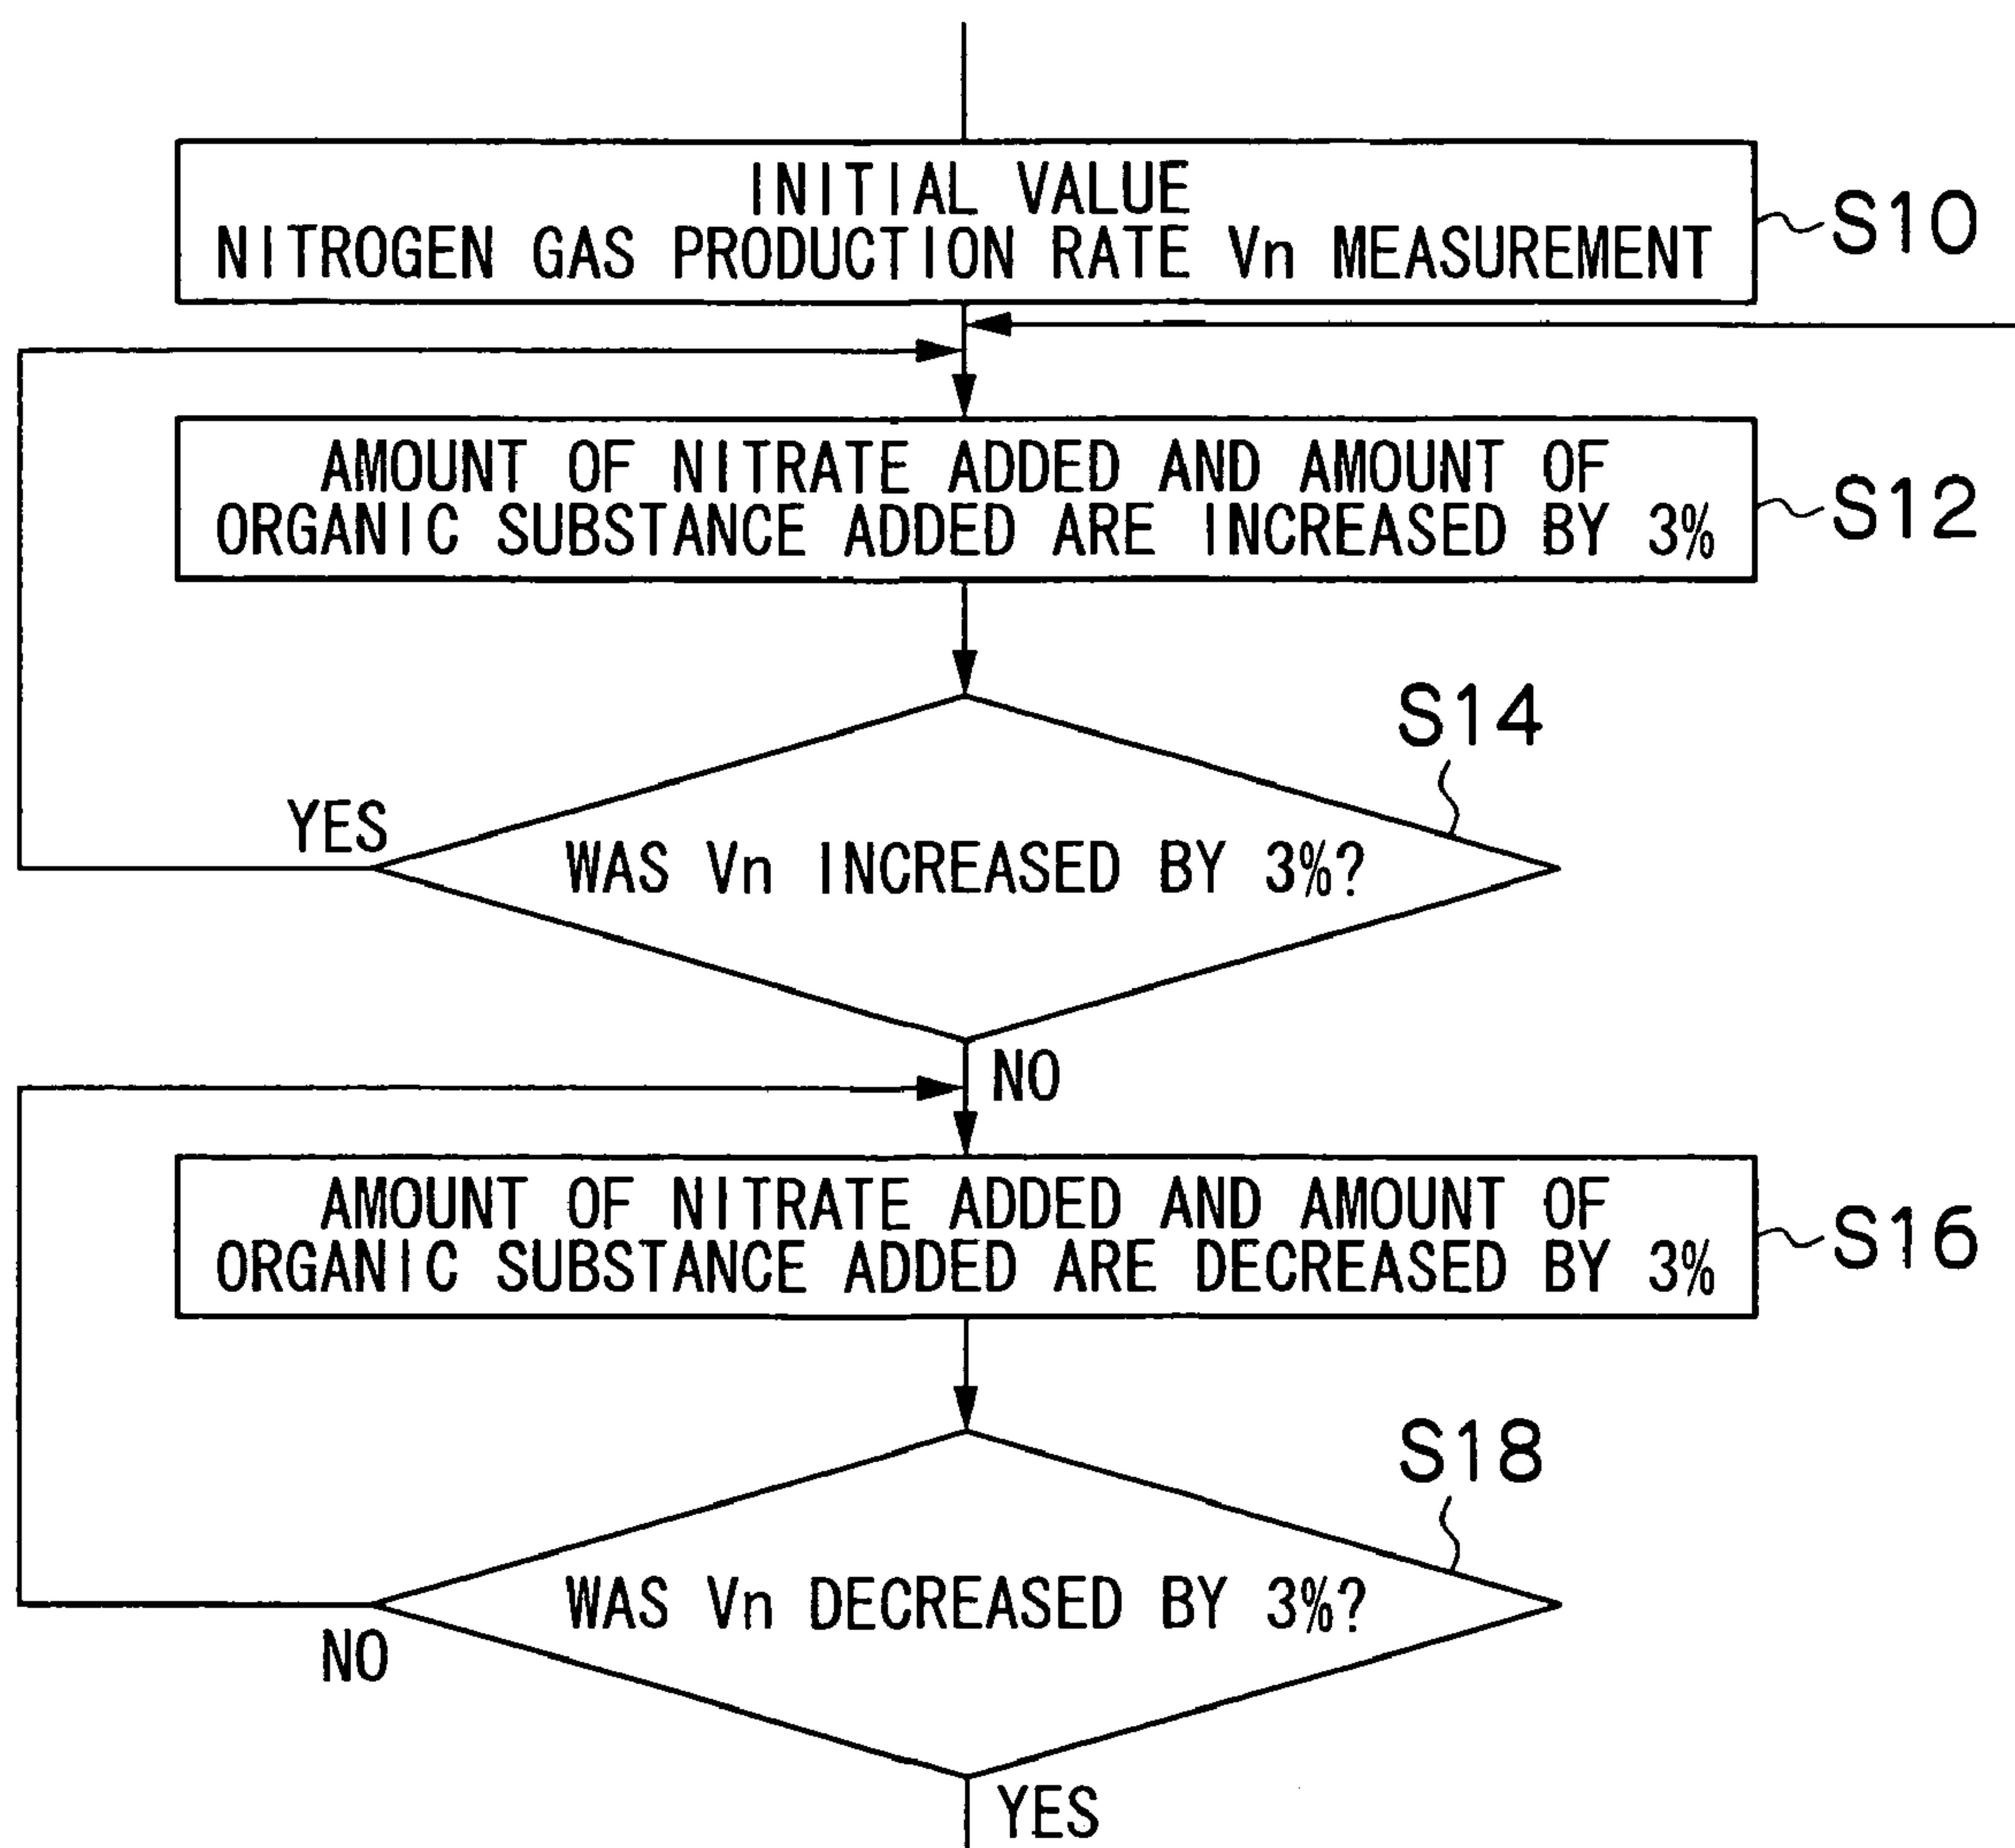 INITIAL VALUE
NITROGEN GAS PRODUCTION RATE Vn MEASUREMENT
S10
AMOUNT OF NITRATE ADDED AND AMOUNT OF
ORGANIC SUBSTANCE ADDED ARE INCREASED BY 3%
S12
S14
YES
WAS Vn INCREASED BY 3%?
NO
AMOUNT OF NITRATE ADDED AND AMOUNT OF
ORGANIC SUBSTANCE ADDED ARE DECREASED BY 3%
S16
S18
WAS Vn DECREASED BY 3%?
NO
YES